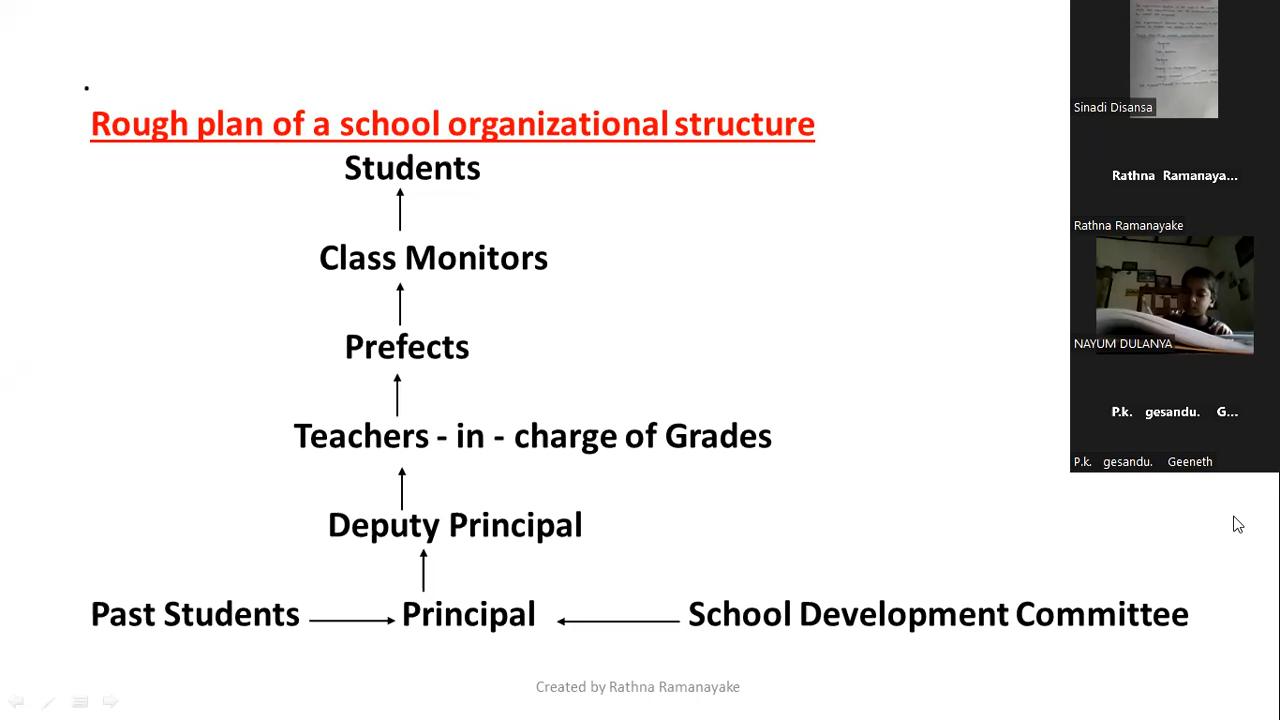 .
Rough plan of a school organizational structure
Students
Class Monitors
Prefects
Teachers - in - charge of Grades
Deputy Principal
Past Students Principal School Development Committee
Created by Rathna Ramanayake
Sinadi Disansa
Rathna Ramanaya...
Rathna Ramanayake
NAYUM DULANYA
P.k. gesandu. G...
P.k. gesandu. Geeneth